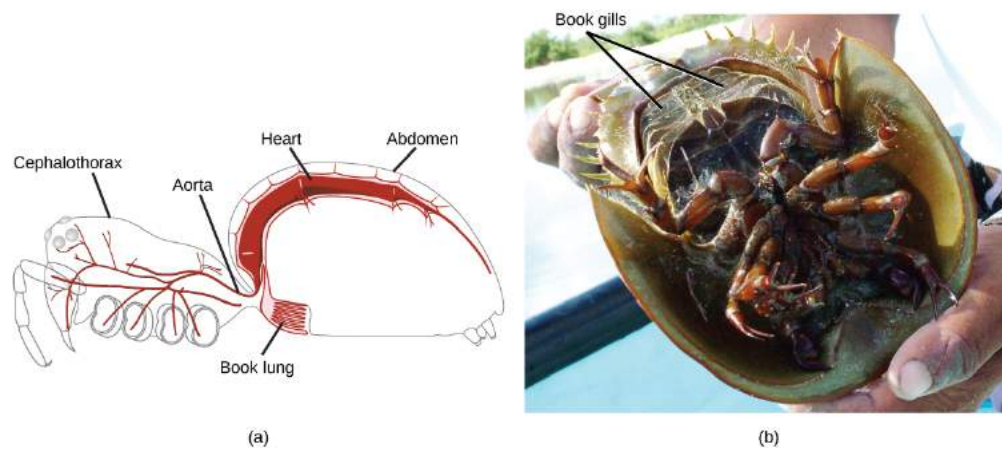 Cephalothorax
Aorta
Heart
Abdomen
Book lung
(a)
Book gills
(b)